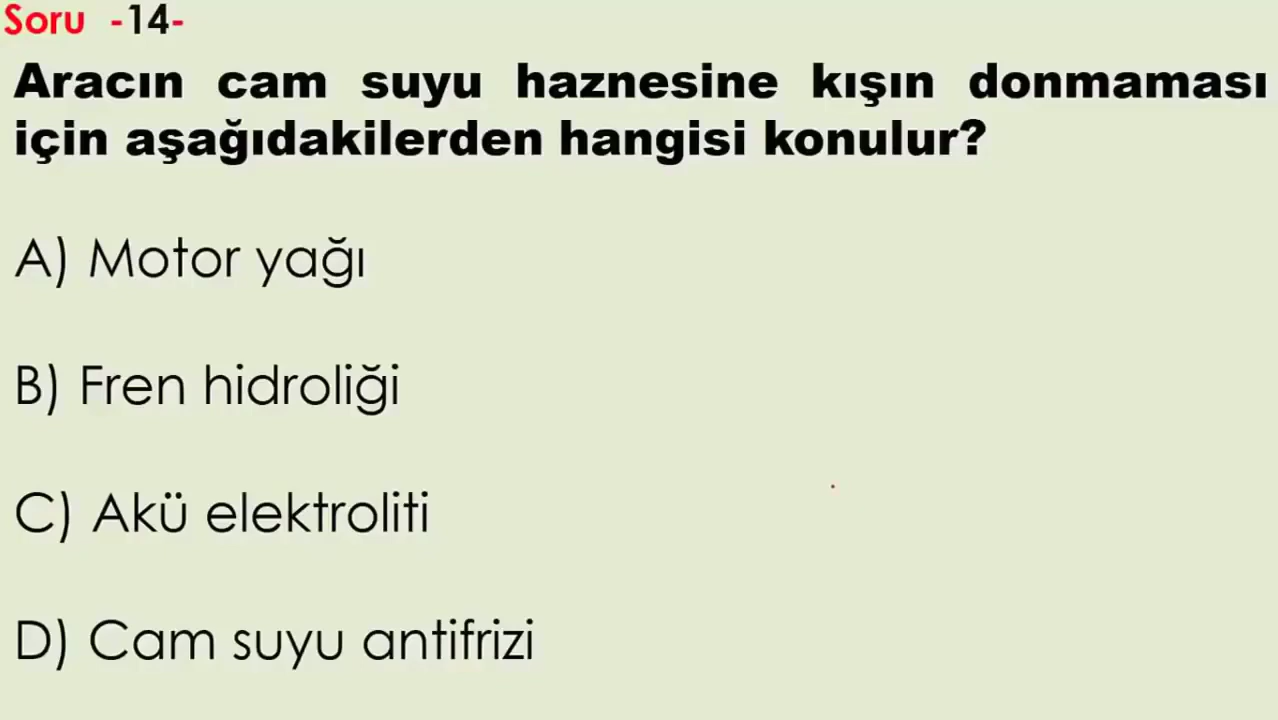 Soru -14-
Aracın cam suyu haznesine kışın donmaması
için aşağıdakilerden hangisi konulur?
A) Motor yağı
B) Fren hidroliği
C) Akü elektroliti
D) Cam suyu antifrizi